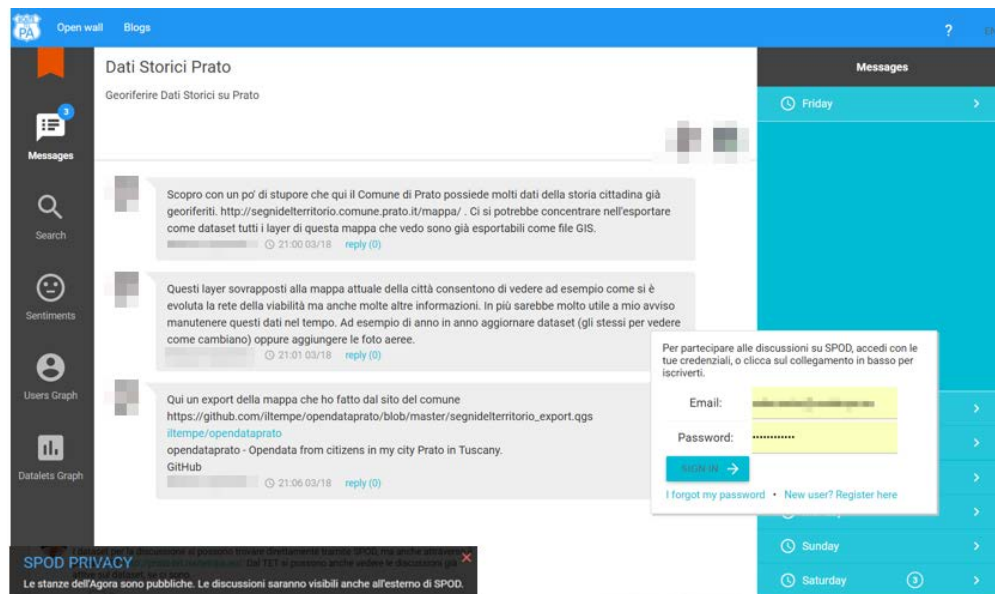 SPOD
PA
Open wall
Blogs
?
EN
Dati Storici Prato
Georiferire Dati Storici su Prato
3
Messages
Search
Sentiments
Users Graph
Datalets Graph
Scopro con un po' di stupore che qui il Comune di Prato possiede molti dati della storia cittadina già
georiferiti. http://segnidelterritorio.comune.prato.it/mappa/ . Ci si potrebbe concentrare nell'esportare
come dataset tutti i layer di questa mappa che vedo sono già esportabili come file GIS.
21:00 03/18 reply (0)
Questi layer sovrapposti alla mappa attuale della città consentono di vedere ad esempio come si è
evoluta la rete della viabilità ma anche molte altre informazioni. In più sarebbe molto utile a mio avviso
manutenere questi dati nel tempo. Ad esempio di anno in anno aggiornare dataset (gli stessi per vedere
come cambiano) oppure aggiungere le foto aeree.
21:01 03/18 reply (0)
Qui un export della mappa che ho fatto dal sito del comune
https://github.com/iltempe/opendataprato/blob/master/segnidelterritorio_export.qgs
iltempe/opendataprato
opendataprato - Opendata from citizens in my city Prato in Tuscany.
GitHub
21:06 03/18 reply (0)
SPOD PRIVACY
×
Le stanze dell'Agora sono pubbliche. Le discussioni saranno visibili anche all'esterno di SPOD.
Messages
Friday
Per partecipare alle discussioni su SPOD, accedi con le
tue credenziali, o clicca sul collegamento in basso per
iscriverti.
Email:
Password:
SIGN IN
I forgot my password • New user? Register here
Sunday
Saturday
3